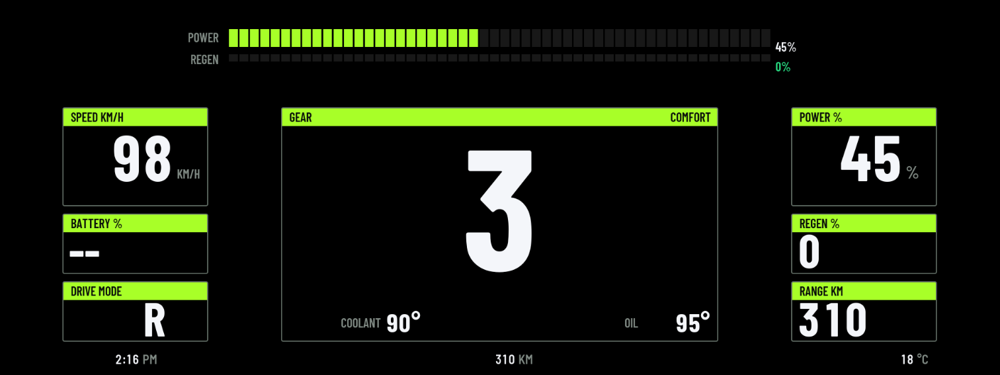 POWER 45%
REGEN 0%
SPEED KM/H
98 KM/H
BATTERY %
--
DRIVE MODE
R
GEAR COMFORT
3
COOLANT 90° OIL 95°
POWER %
45 %
REGEN %
0
RANGE KM
310
2:16 PM 310 KM 18 °C